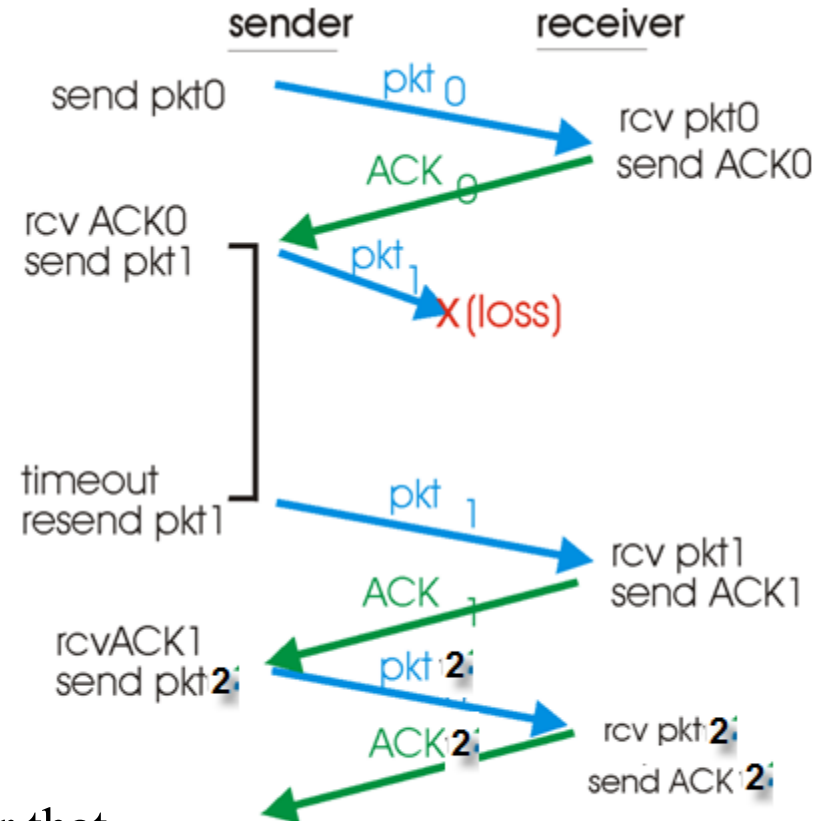 sender receiver
send pkt0
pkt 0
rcv pkt0
send ACK0
ACK 0
rcv ACK0
send pkt1
pkt 1
X (loss)
timeout
resend pkt1
pkt 1
rcv pkt1
send ACK1
ACK 1
rcvACK1
send pkt2
pkt 2
rcv pkt2
send ACK 2
ACK 2
that